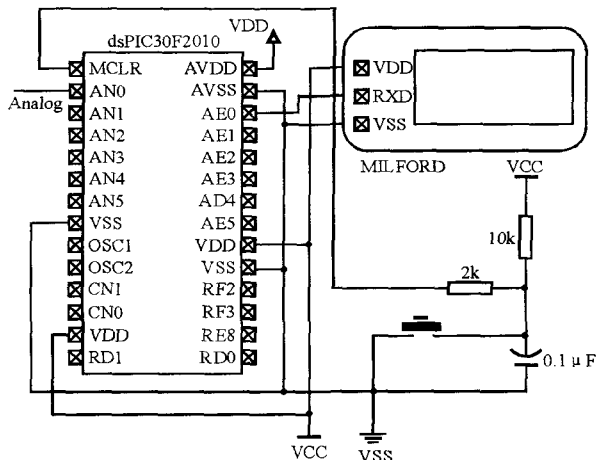 dsPIC30F2010
VDD
MCLR AVDD
Analog
AN0 AVSS
AN1 AE0
AN2 AE1
AN3 AE2
AN4 AE3
AN5 AD4
VSS AE5
OSC1 VDD
OSC2 VSS
CN1 RF2
CN0 RF3
VDD RE8
RD1 RD0
VDD
RXD
VSS
MILFORD
VCC
10k
2k
0.1 μF
VCC
VSS